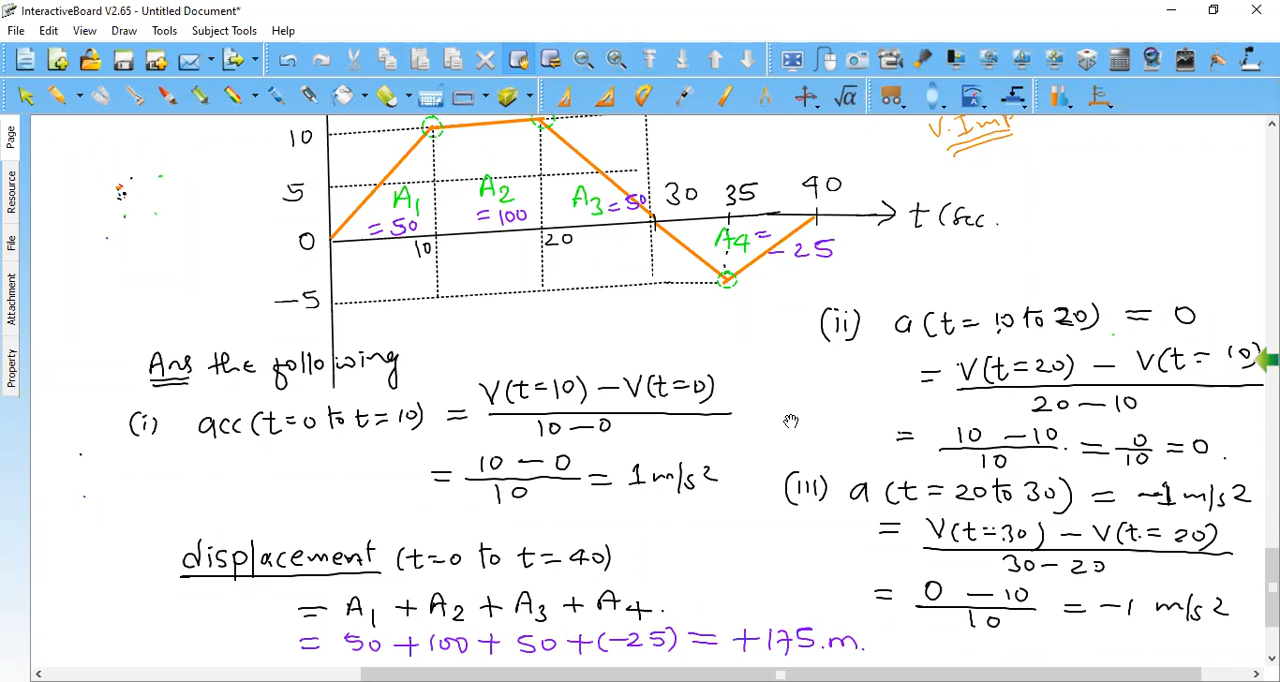 InteractiveBoard V2.65 - Untitled Document*
File Edit View Draw Tools Subject Tools Help
Page
Resource
File
Attachment
Property
√α
V. Imp
10
5
0
-5
A1 = 50
A2 = 100
A3 = 50
A4 = -25
10
20
30 35 40
t (sec.
Ans the following
(i) acc (t=0 to t=10) = V(t=10) - V(t=0) / 10-0
= 10 - 0 / 10 = 1 m/s2
displacement (t=0 to t=40)
= A1 + A2 + A3 + A4.
= 50 + 100 + 50 + (-25) = +175.m.
(ii) a (t= 10 to 20) = 0
= V(t=20) - V(t= 10) / 20-10
= 10 - 10 / 10 = 0 / 10 = 0.
(iii) a (t= 20 to 30) = -1 m/s2
= V(t=30) - V(t= 20) / 30-20
= 0 - 10 / 10 = -1 m/s2